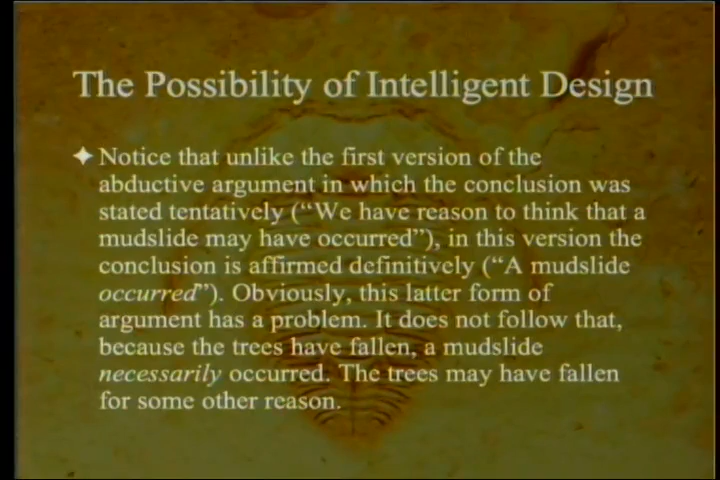 The Possibility of Intelligent Design
Notice that unlike the first version of the
abductive argument in which the conclusion was
stated tentatively (“We have reason to think that a
mudslide may have occurred”), in this version the
conclusion is affirmed definitively (“A mudslide
occurred”). Obviously, this latter form of
argument has a problem. It does not follow that,
because the trees have fallen, a mudslide
necessarily occurred. The trees may have fallen
for some other reason.